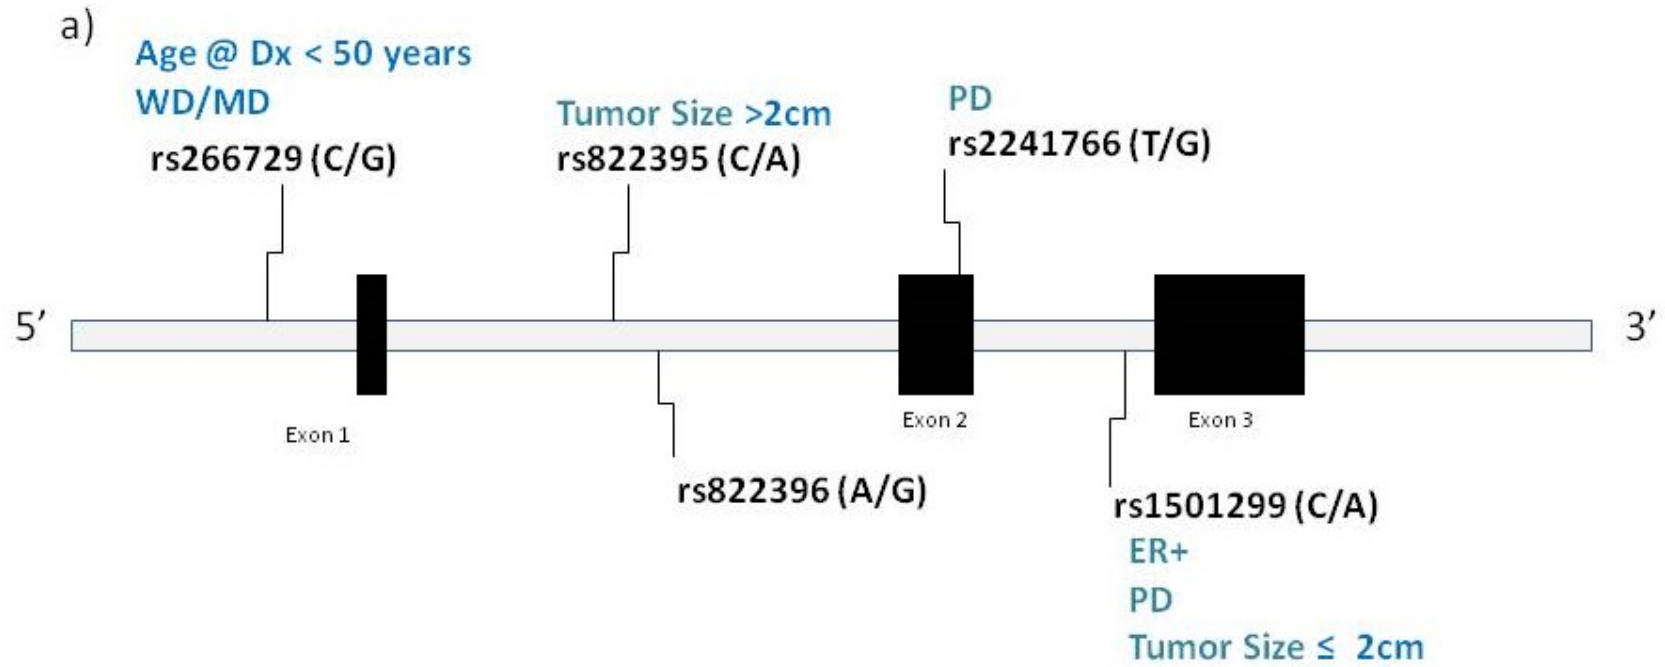 a)
Age @ Dx < 50 years
WD/MD
rs266729 (C/G)
Tumor Size >2cm
rs822395 (C/A)
PD
rs2241766 (T/G)
5’
3’
Exon 1
Exon 2
Exon 3
rs822396 (A/G)
rs1501299 (C/A)
ER+
PD
Tumor Size ≤ 2cm